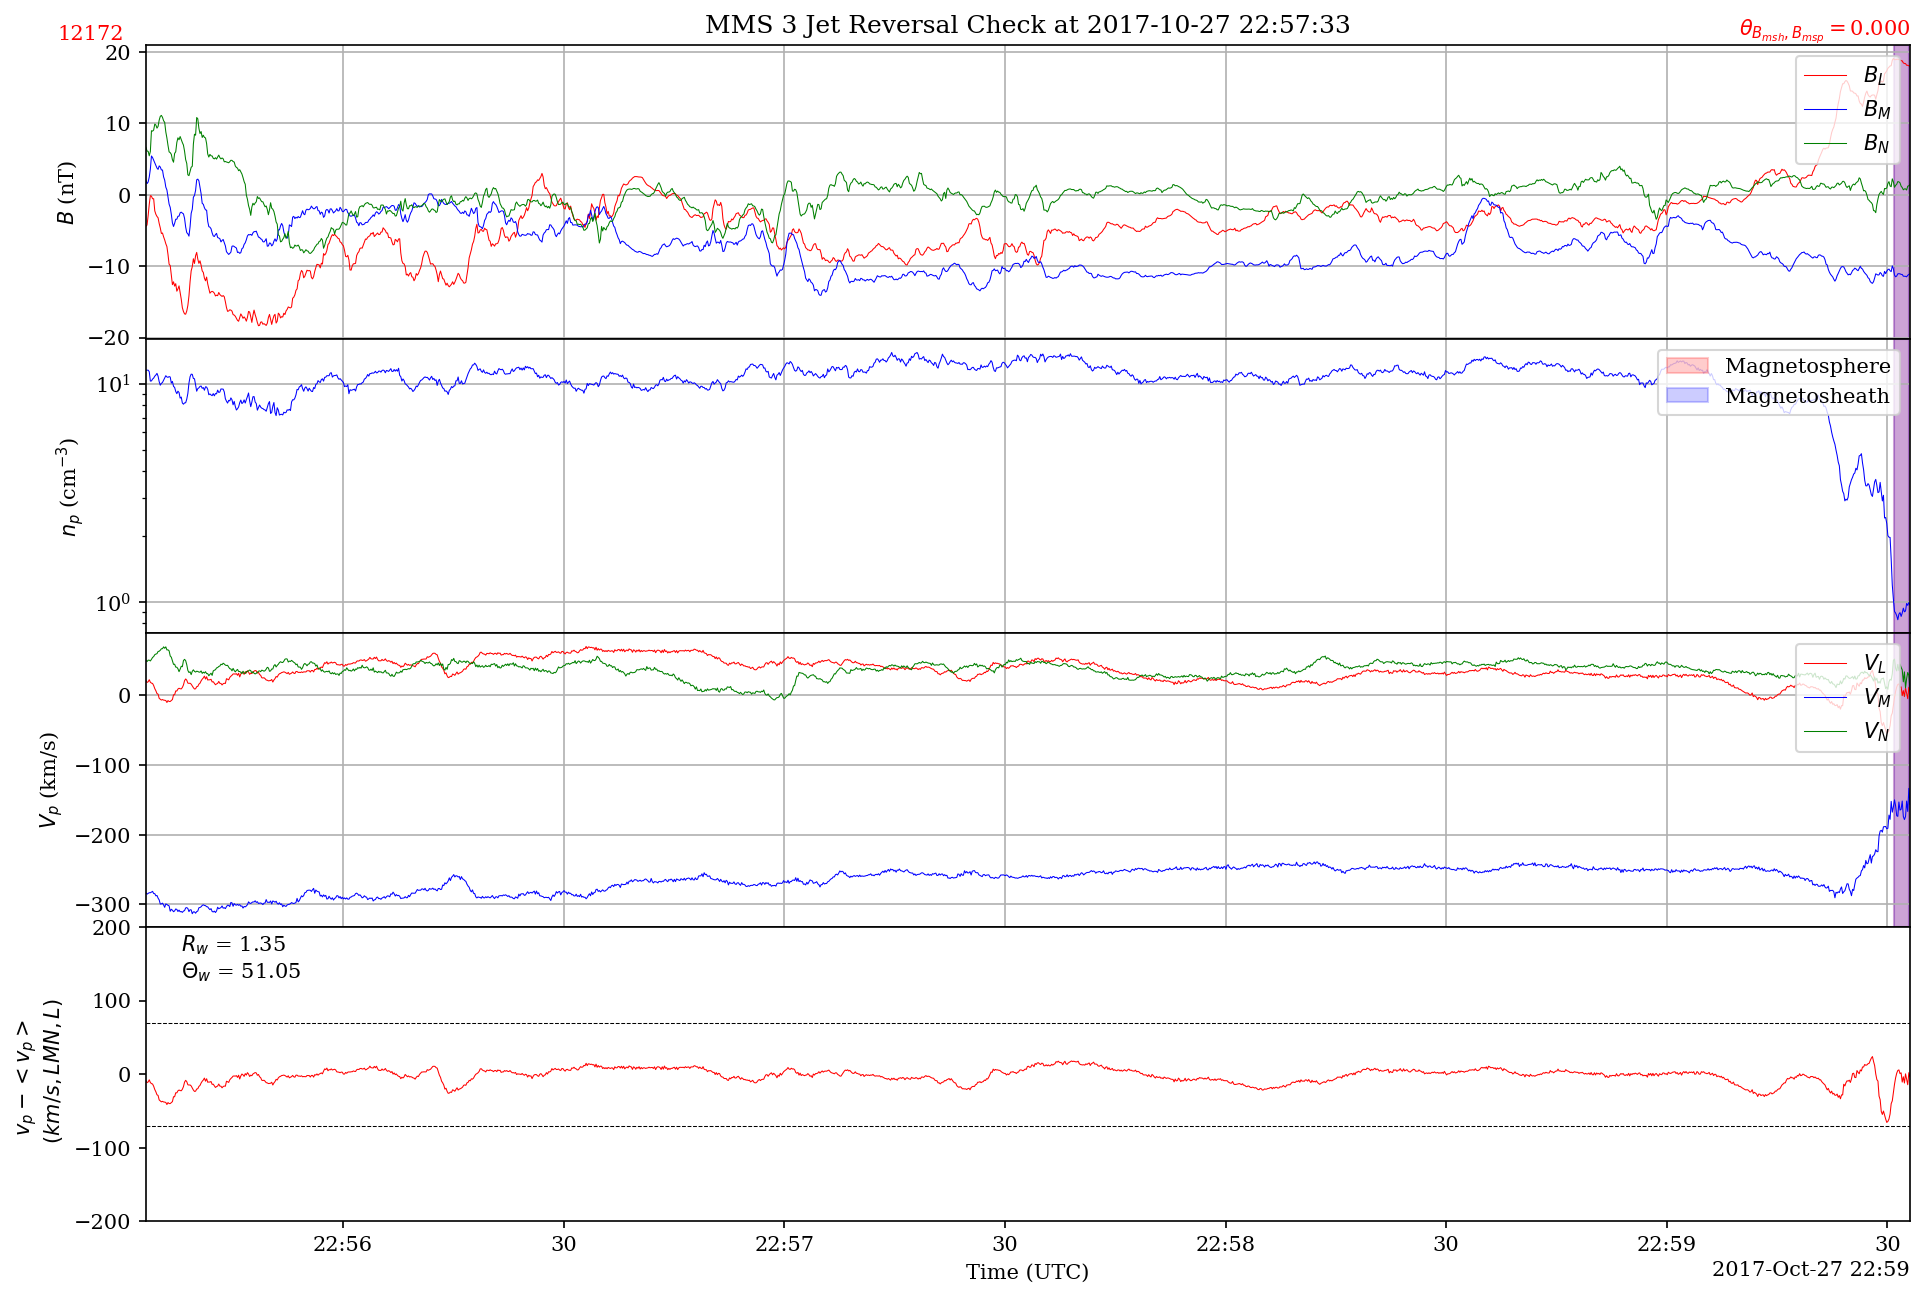 12172
MMS 3 Jet Reversal Check at 2017-10-27 22:57:33
θ_{B_{msh}, B_{msp}} = 0.000
20
10
0
−10
−20
B (nT)
B_L
B_M
B_N
10^1
10^0
n_p (cm^{−3})
Magnetosphere
Magnetosheath
0
−100
−200
−300
V_p (km/s)
V_L
V_M
V_N
200
100
0
−100
−200
v_p − < v_p >
(km/s, LMN, L)
R_w = 1.35
Θ_w = 51.05
22:56
30
22:57
30
22:58
30
22:59
30
Time (UTC)
2017-Oct-27 22:59